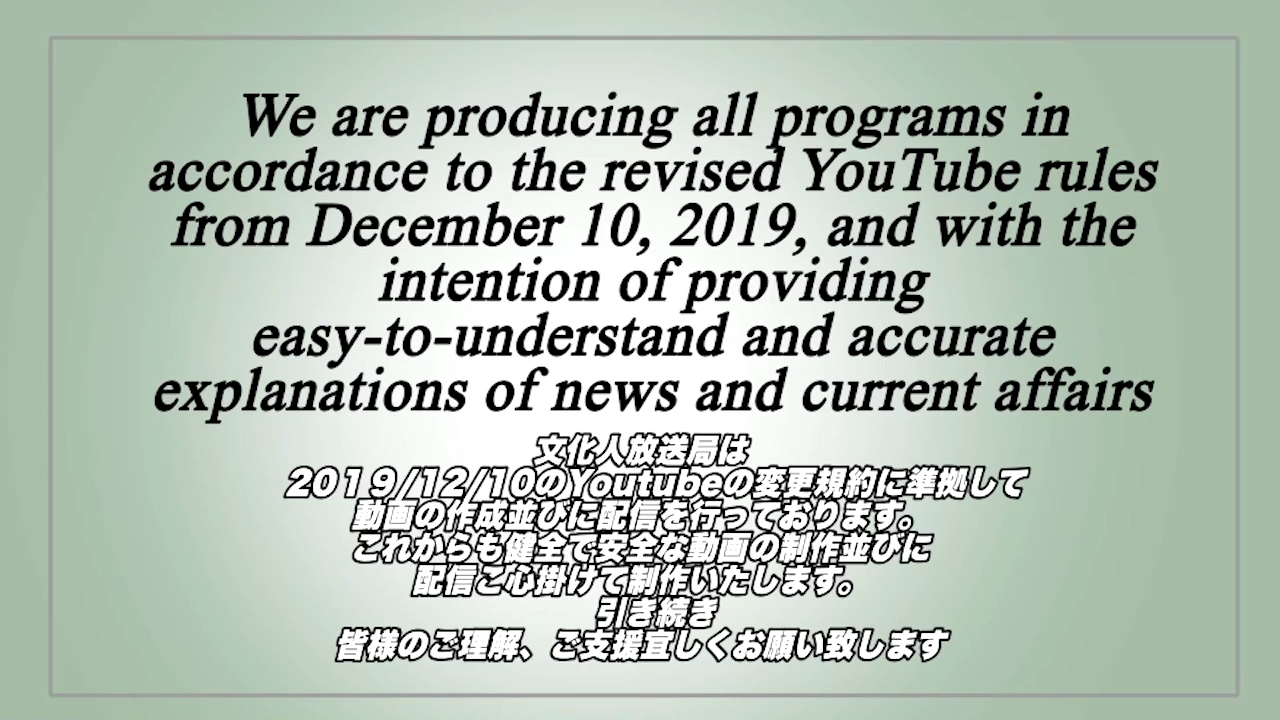 We are producing all programs in
accordance to the revised YouTube rules
from December 10, 2019, and with the
intention of providing
easy-to-understand and accurate
explanations of news and current affairs
文化人放送局は
2019/12/10のYoutubeの変更規約に準拠して
動画の作成並びに配信を行っております。
これからも健全で安全な動画の制作並びに
配信ご心掛けて制作いたします。
引き続き
皆様のご理解、ご支援宜しくお願い致します